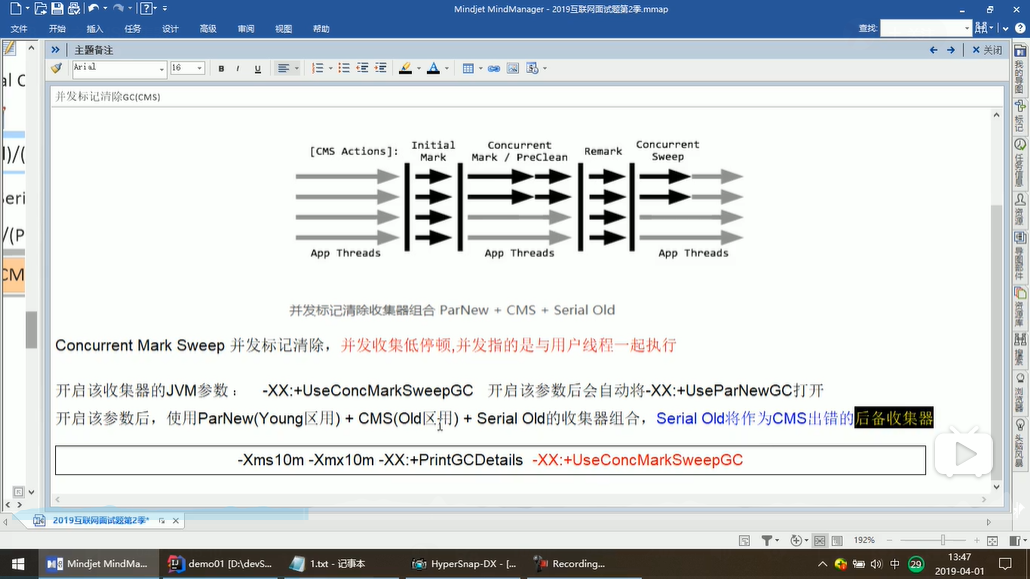 Mindjet MindManager - 2019互联网面试题第2季.mmap
文件 开始 插入 任务 设计 高级 审阅 视图 帮助 查找:
主题备注 关闭
Arial 16 B I U
并发标记清除GC(CMS)
[CMS Actions]: Initial Mark Concurrent Mark / PreClean Remark Concurrent Sweep
App Threads App Threads App Threads
并发标记清除收集器组合 ParNew + CMS + Serial Old
Concurrent Mark Sweep 并发标记清除，并发收集低停顿,并发指的是与用户线程一起执行
开启该收集器的JVM参数： -XX:+UseConcMarkSweepGC 开启该参数后会自动将-XX:+UseParNewGC打开
开启该参数后，使用ParNew(Young区用) + CMS(Old区用) + Serial Old的收集器组合，Serial Old将作为CMS出错的后备收集器
-Xms10m -Xmx10m -XX:+PrintGCDetails -XX:+UseConcMarkSweepGC
我的导图
标记
任务信息
资源
导图部件
资源库
搜索
浏览器
头脑风暴
2019互联网面试题第2季*
192%
Mindjet MindMa... demo01 [D:\devS... 1.txt - 记事本 HyperSnap-DX - [... Recording...
中 29 13:47
2019-04-01